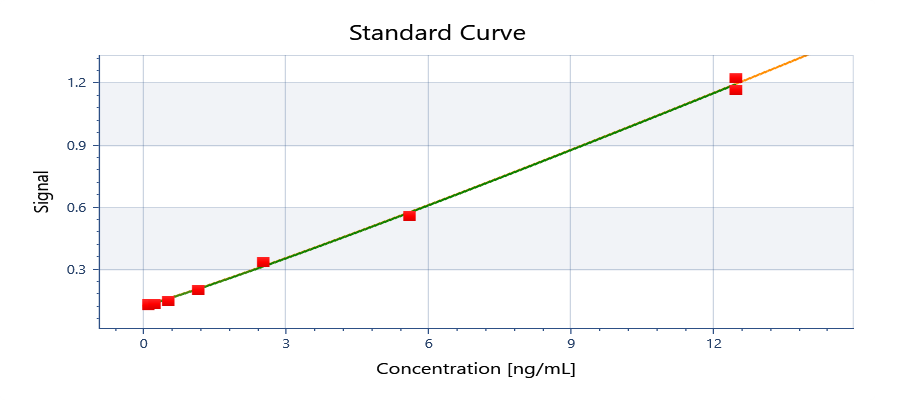 Standard Curve
1.2
0.9
0.6
0.3
Signal
0 3 6 9 12
Concentration [ng/mL]